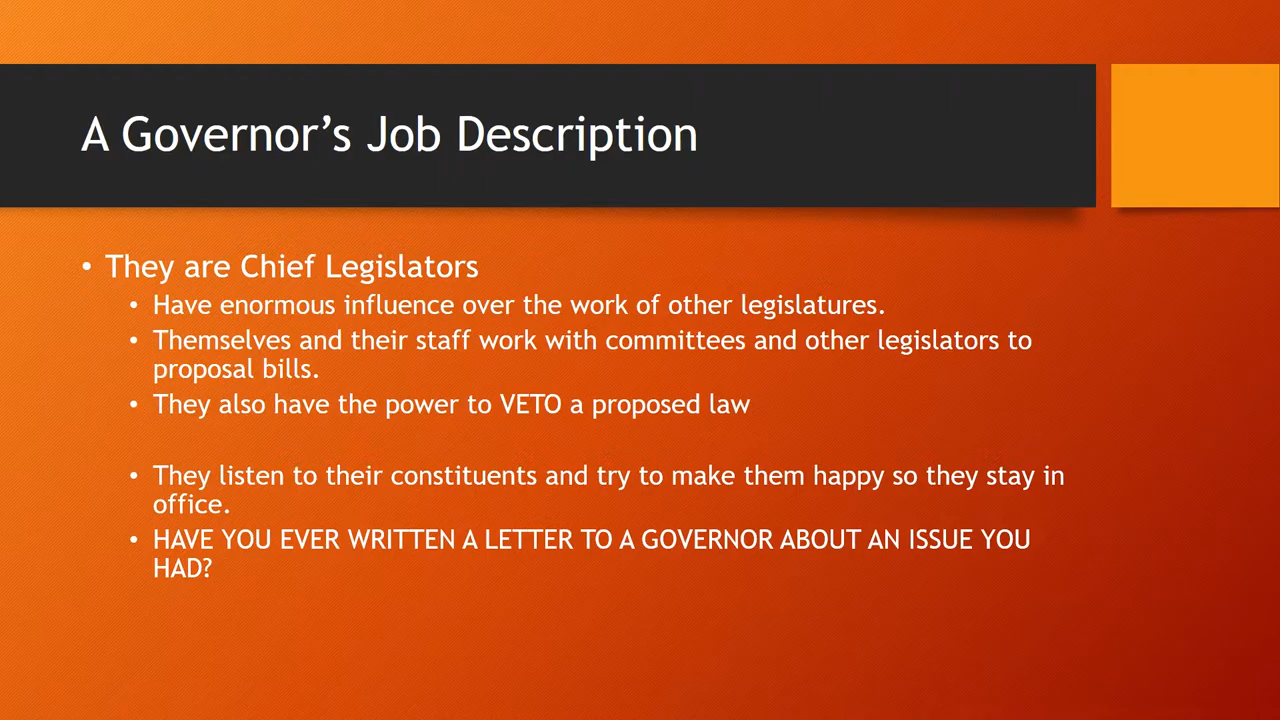 A Governor’s Job Description
• They are Chief Legislators
• Have enormous influence over the work of other legislatures.
• Themselves and their staff work with committees and other legislators to
proposal bills.
• They also have the power to VETO a proposed law
• They listen to their constituents and try to make them happy so they stay in
office.
• HAVE YOU EVER WRITTEN A LETTER TO A GOVERNOR ABOUT AN ISSUE YOU
HAD?